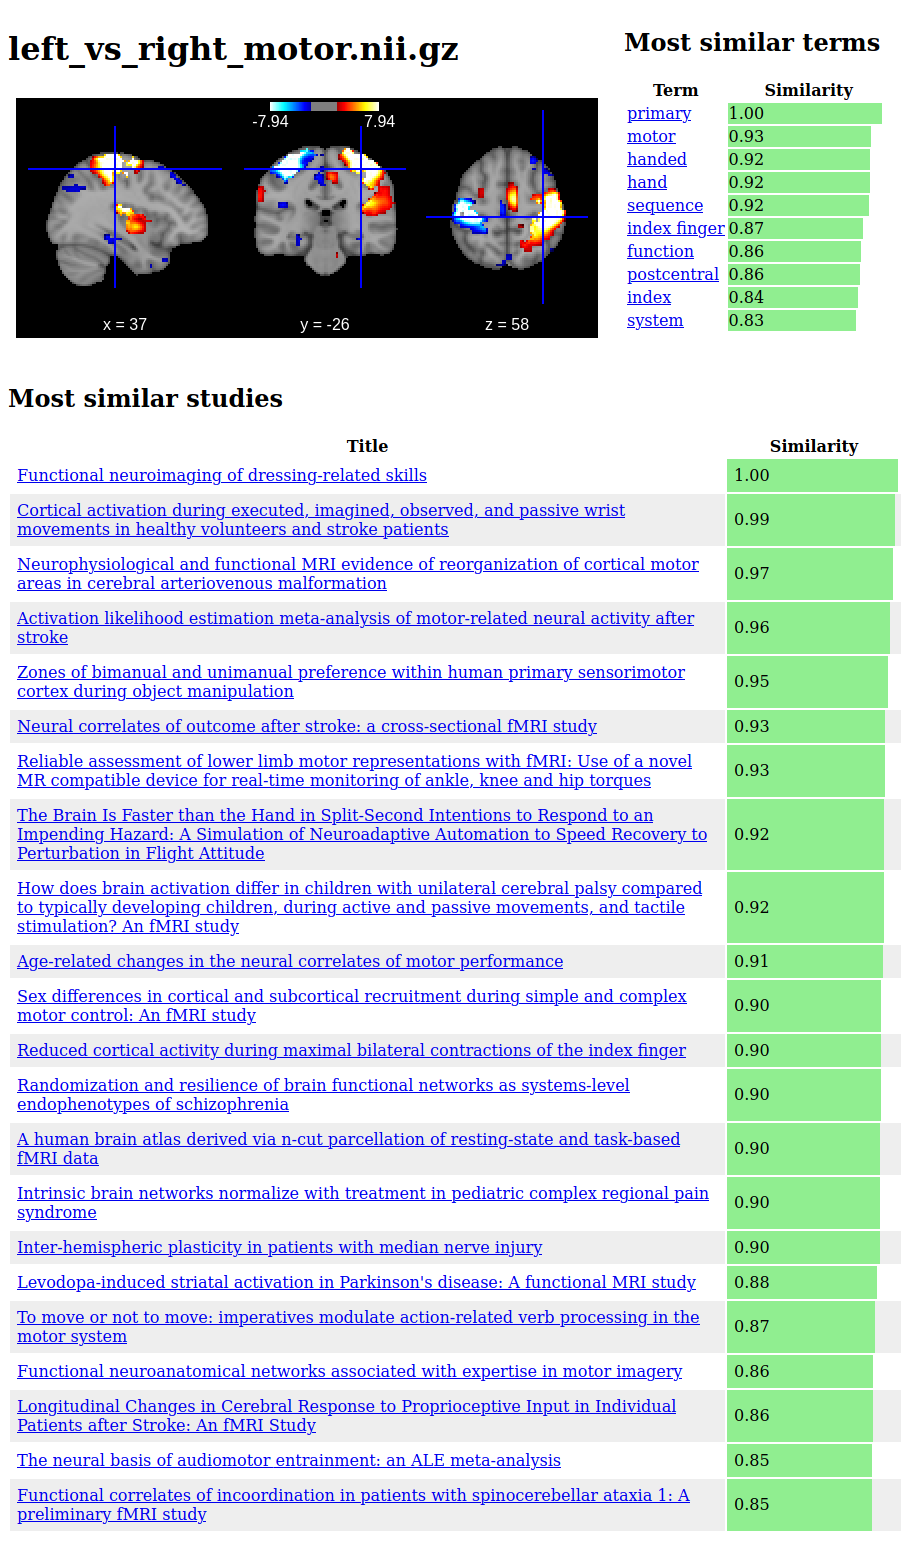 left_vs_right_motor.nii.gz
-7.94 7.94
x = 37 y = -26 z = 58
Most similar terms
Term Similarity
primary 1.00
motor 0.93
handed 0.92
hand 0.92
sequence 0.92
index finger 0.87
function 0.86
postcentral 0.86
index 0.84
system 0.83
Most similar studies
Title Similarity
Functional neuroimaging of dressing-related skills 1.00
Cortical activation during executed, imagined, observed, and passive wrist
movements in healthy volunteers and stroke patients
0.99
Neurophysiological and functional MRI evidence of reorganization of cortical motor
areas in cerebral arteriovenous malformation
0.97
Activation likelihood estimation meta-analysis of motor-related neural activity after
stroke
0.96
Zones of bimanual and unimanual preference within human primary sensorimotor
cortex during object manipulation
0.95
Neural correlates of outcome after stroke: a cross-sectional fMRI study 0.93
Reliable assessment of lower limb motor representations with fMRI: Use of a novel
MR compatible device for real-time monitoring of ankle, knee and hip torques
0.93
The Brain Is Faster than the Hand in Split-Second Intentions to Respond to an
Impending Hazard: A Simulation of Neuroadaptive Automation to Speed Recovery to
Perturbation in Flight Attitude
0.92
How does brain activation differ in children with unilateral cerebral palsy compared
to typically developing children, during active and passive movements, and tactile
stimulation? An fMRI study
0.92
Age-related changes in the neural correlates of motor performance 0.91
Sex differences in cortical and subcortical recruitment during simple and complex
motor control: An fMRI study
0.90
Reduced cortical activity during maximal bilateral contractions of the index finger 0.90
Randomization and resilience of brain functional networks as systems-level
endophenotypes of schizophrenia
0.90
A human brain atlas derived via n-cut parcellation of resting-state and task-based
fMRI data
0.90
Intrinsic brain networks normalize with treatment in pediatric complex regional pain
syndrome
0.90
Inter-hemispheric plasticity in patients with median nerve injury 0.90
Levodopa-induced striatal activation in Parkinson's disease: A functional MRI study 0.88
To move or not to move: imperatives modulate action-related verb processing in the
motor system
0.87
Functional neuroanatomical networks associated with expertise in motor imagery 0.86
Longitudinal Changes in Cerebral Response to Proprioceptive Input in Individual
Patients after Stroke: An fMRI Study
0.86
The neural basis of audiomotor entrainment: an ALE meta-analysis 0.85
Functional correlates of incoordination in patients with spinocerebellar ataxia 1: A
preliminary fMRI study
0.85